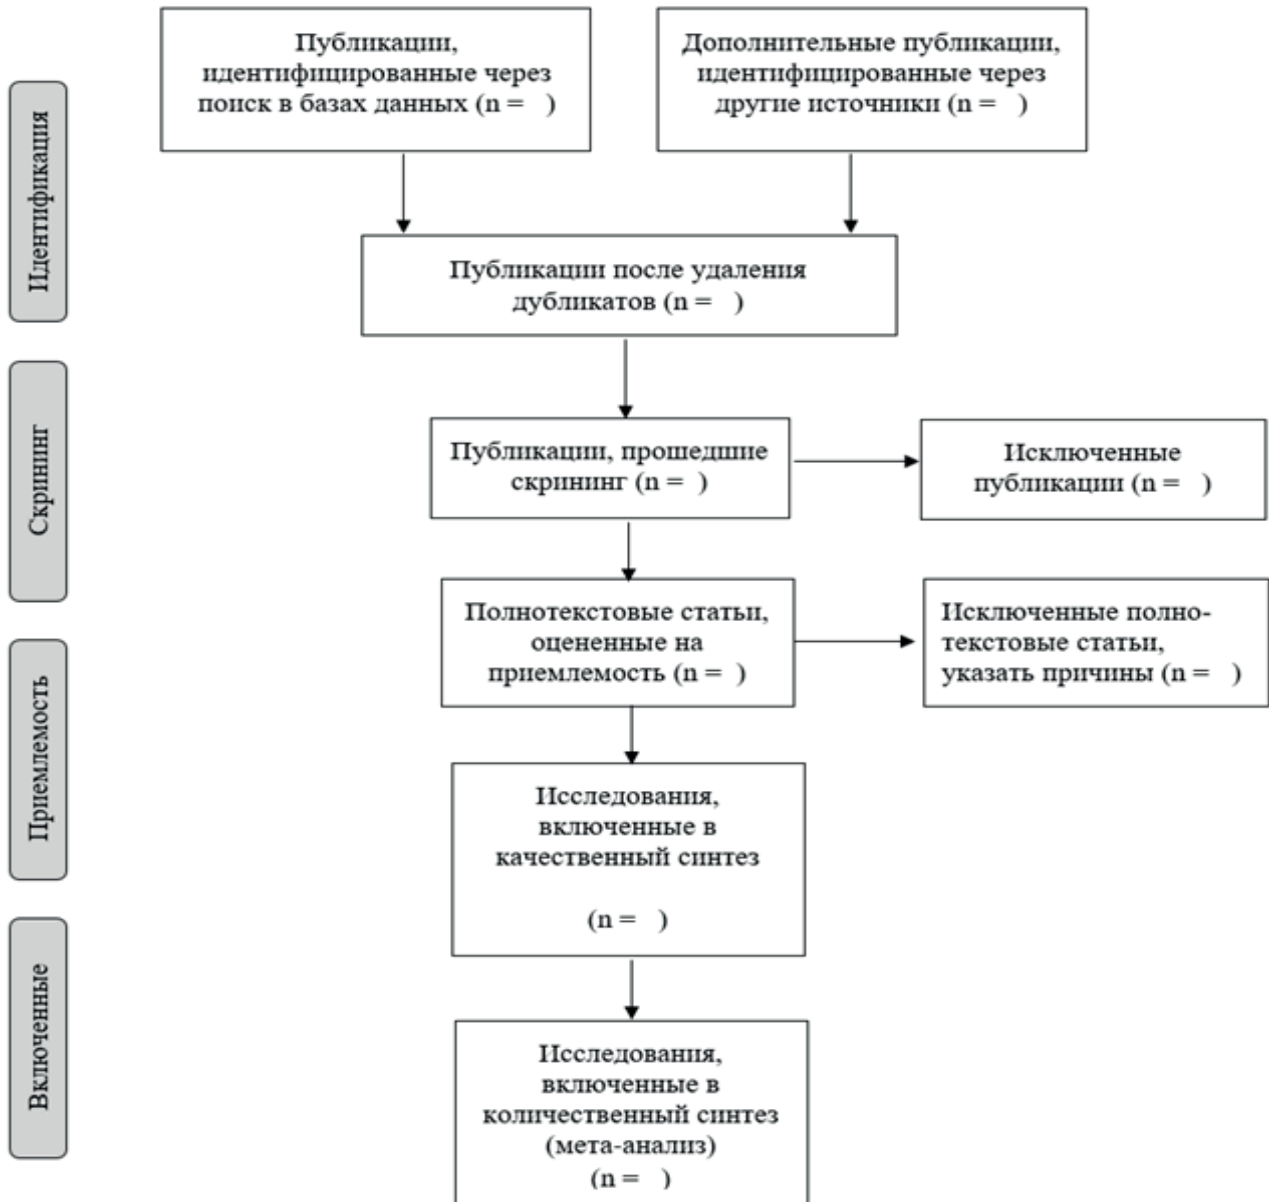 Публикации,
идентифицированные через
поиск в базах данных (n =   )
Дополнительные публикации,
идентифицированные через
другие источники (n =   )
Идентификация
Публикации после удаления
дубликатов (n =   )
Скрининг
Публикации, прошедшие
скрининг (n =  )
Исключенные
публикации (n =   )
Приемлемость
Полнотекстовые статьи,
оцененные на
приемлемость (n =  )
Исключенные полно-
текстовые статьи,
указать причины (n =   )
Исследования,
включенные в
качественный синтез
(n =   )
Включенные
Исследования,
включенные в
количественный синтез
(мета-анализ)
(n =   )